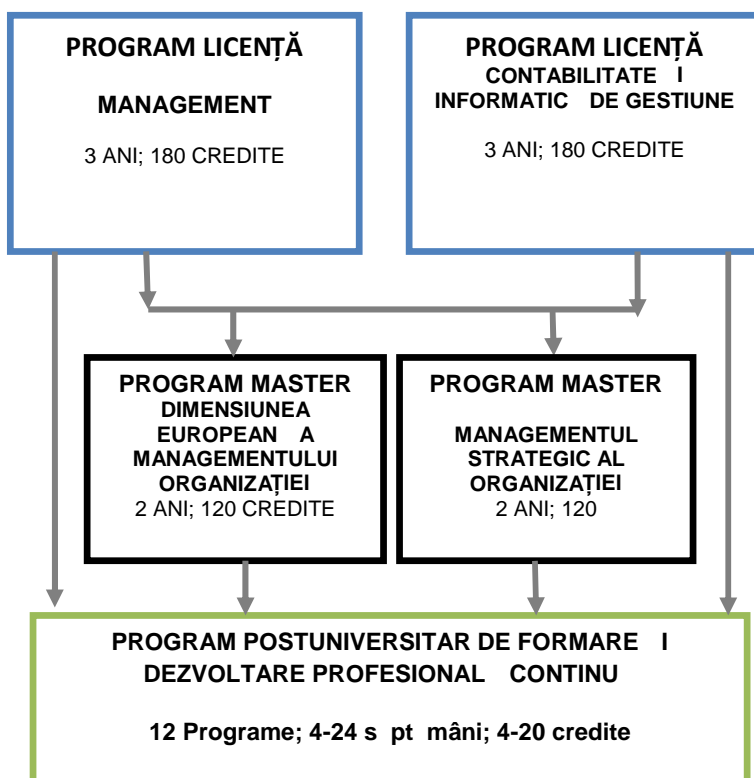 PROGRAM LICENȚĂ
MANAGEMENT
3 ANI; 180 CREDITE
PROGRAM LICENȚĂ
CONTABILITATE I
INFORMATIC DE GESTIUNE
3 ANI; 180 CREDITE
PROGRAM MASTER
DIMENSIUNEA
EUROPEAN A
MANAGEMENTULUI
ORGANIZAȚIEI
2 ANI; 120 CREDITE
PROGRAM MASTER
MANAGEMENTUL
STRATEGIC AL
ORGANIZAȚIEI
2 ANI; 120
PROGRAM POSTUNIVERSITAR DE FORMARE I
DEZVOLTARE PROFESIONAL CONTINU
12 Programe; 4-24 s pt mâni; 4-20 credite